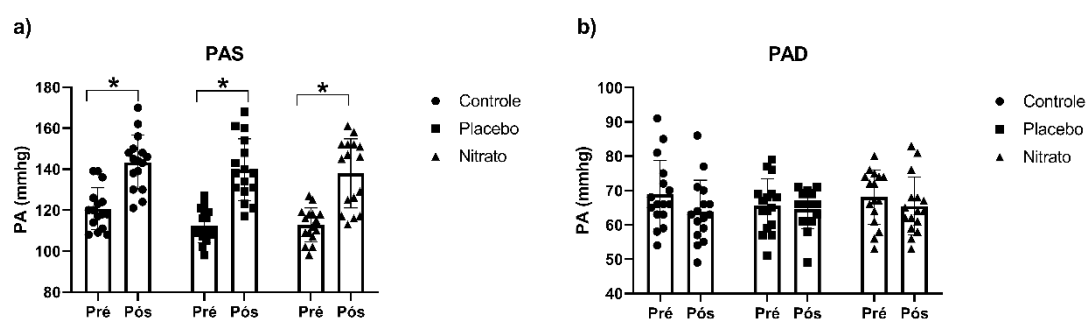 a)
PAS
PA (mmhg)
180
160
140
120
100
80
*
*
*
Pré Pós Pré Pós Pré Pós
Controle
Placebo
Nitrato
b)
PAD
PA (mmhg)
100
90
80
70
60
50
40
Pré Pós Pré Pós Pré Pós
Controle
Placebo
Nitrato